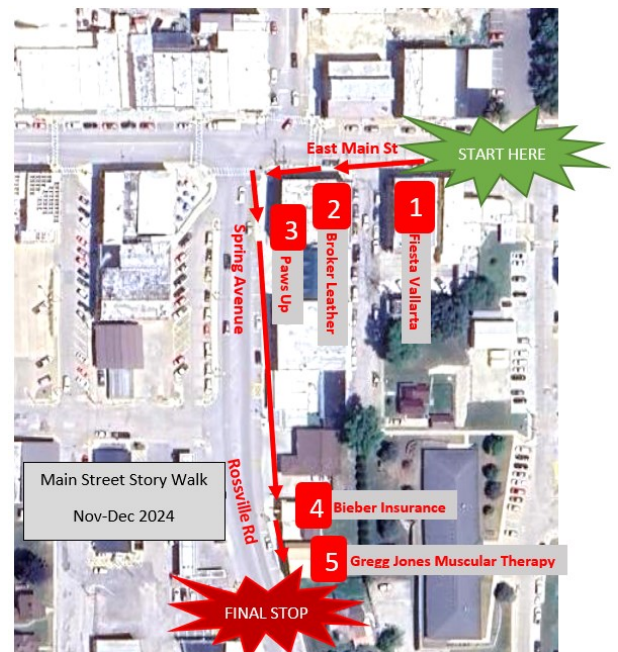 East Main St
START HERE
1
Fiesta Vallarta
2
Broker Leather
3
Paws Up
Spring Avenue
Rossville Rd
Main Street Story Walk
Nov-Dec 2024
4
Bieber Insurance
5
Gregg Jones Muscular Therapy
FINAL STOP